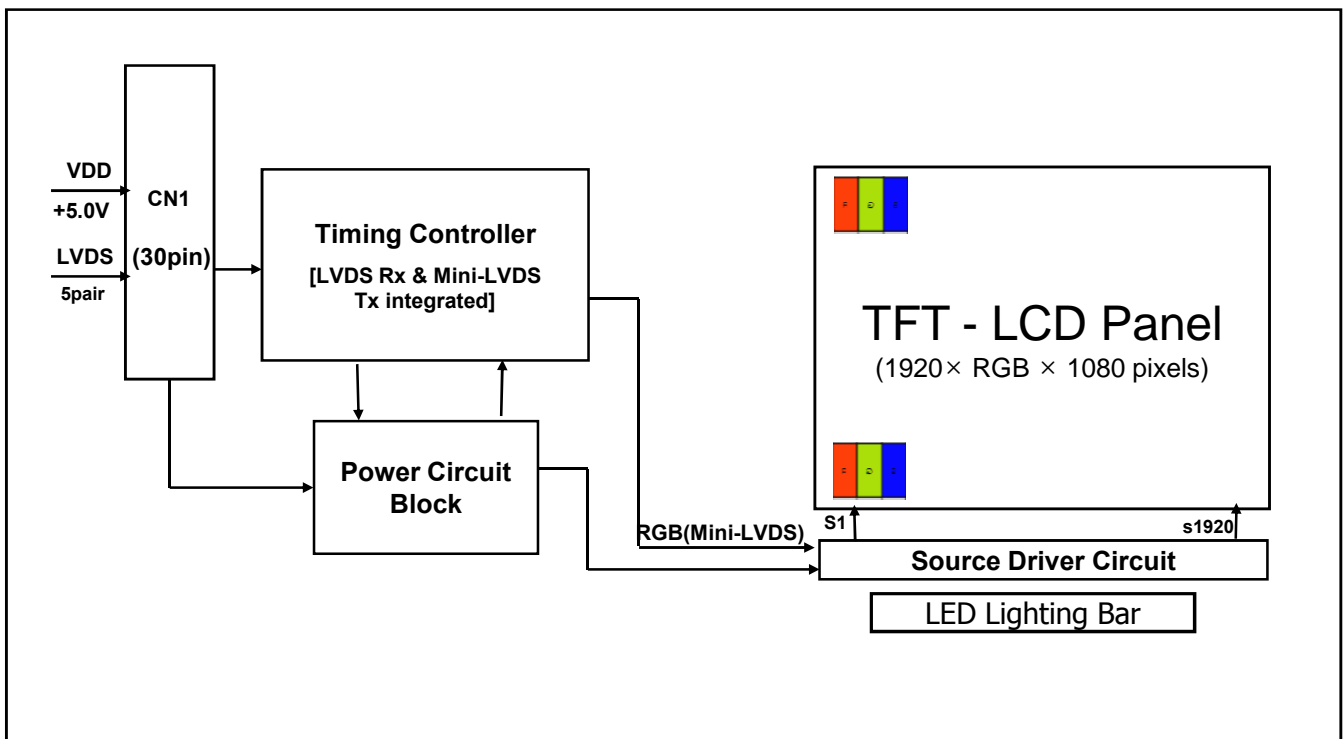 VDD
+5.0V
LVDS
5pair
CN1
(30pin)
Timing Controller
[LVDS Rx & Mini-LVDS
Tx integrated]
Power Circuit
Block
RGB(Mini-LVDS)
G
TFT - LCD Panel
(1920× RGB × 1080 pixels)
G
S1
s1920
Source Driver Circuit
LED Lighting Bar